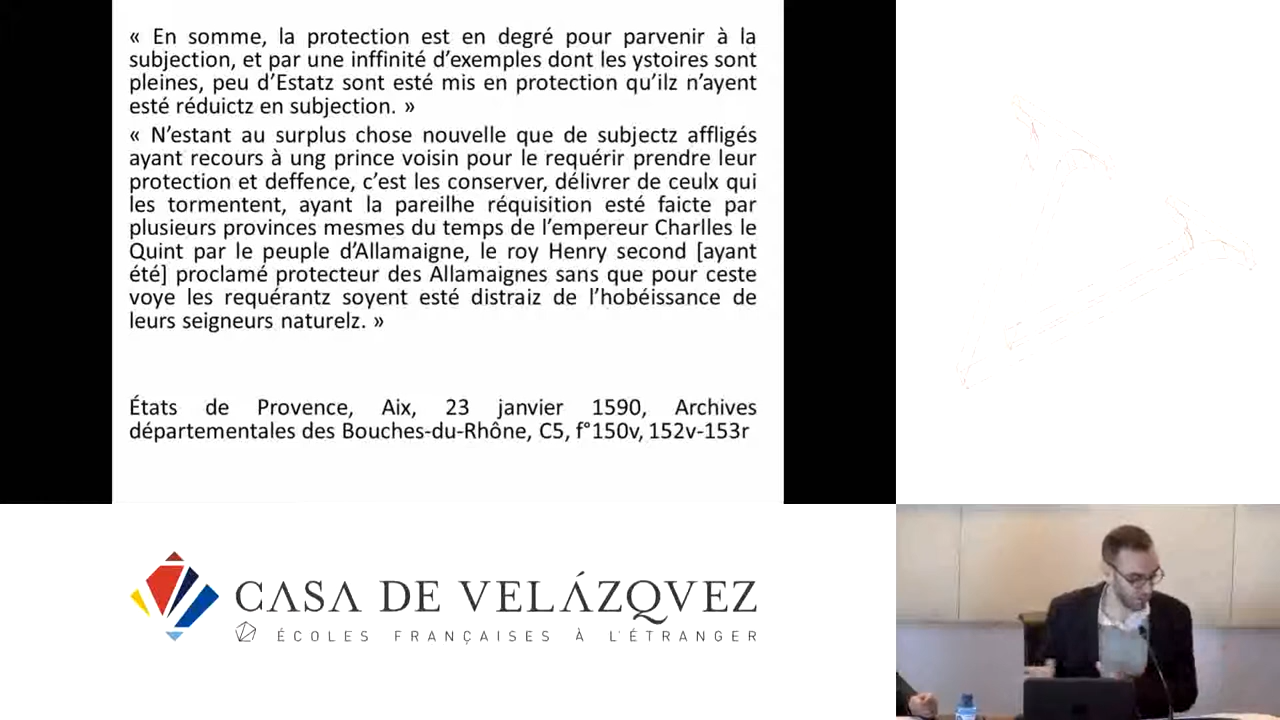 « En somme, la protection est en degré pour parvenir à la
subjection, et par une inffinité d’exemples dont les ystoires sont
pleines, peu d’Estatz sont esté mis en protection qu’ilz n’ayent
esté réduictz en subjection. »
« N’estant au surplus chose nouvelle que de subjectz affligés
ayant recours à ung prince voisin pour le requérir prendre leur
protection et deffence, c’est les conserver, délivrer de ceulx qui
les tormentent, ayant la pareilhe réquisition esté faicte par
plusieurs provinces mesmes du temps de l’empereur Charlles le
Quint par le peuple d’Allamaigne, le roy Henry second [ayant
été] proclamé protecteur des Allamaignes sans que pour ceste
voye les requérantz soyent esté distraiz de l’hobéissance de
leurs seigneurs naturelz. »
États de Provence, Aix, 23 janvier 1590, Archives
départementales des Bouches-du-Rhône, C5, f°150v, 152v-153r
CASA DE VELÁZQVEZ
ÉCOLES FRANÇAISES À L'ÉTRANGER